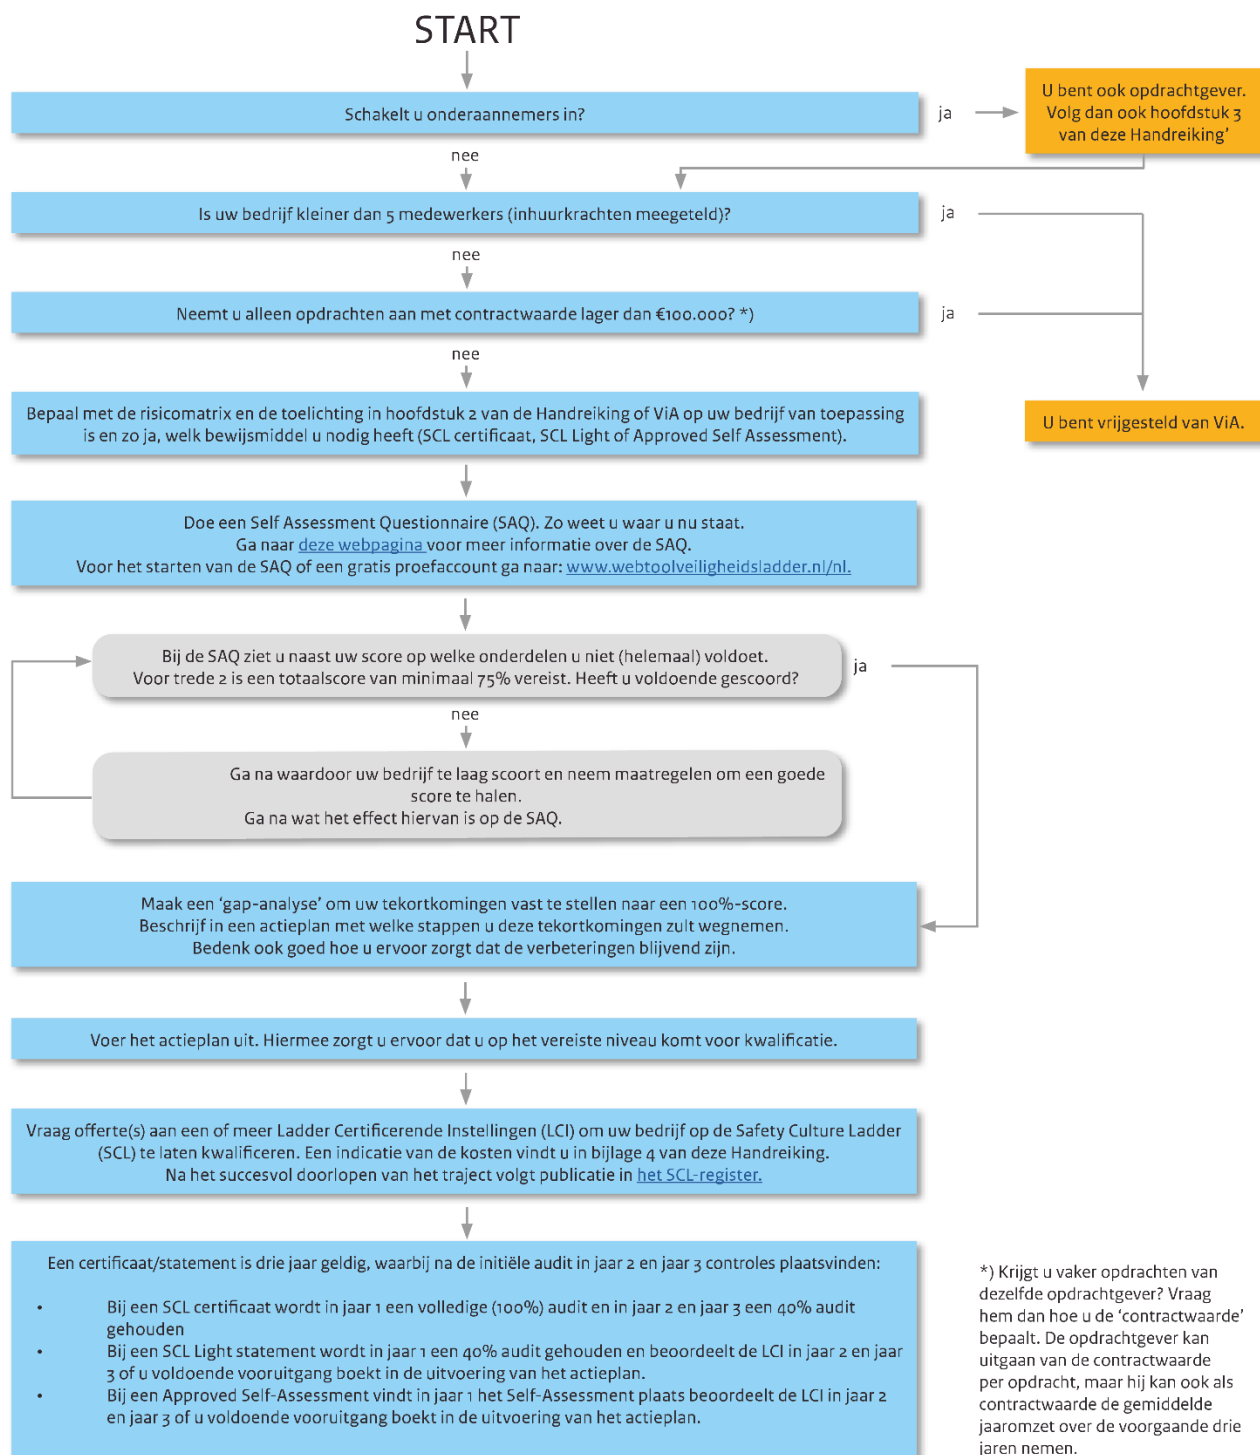 START
Schakelt u onderaannemers in?
ja
U bent ook opdrachtgever.
Volg dan ook hoofdstuk 3
van deze Handreiking’
nee
Is uw bedrijf kleiner dan 5 medewerkers (inhuurkrachten meegeteld)?
ja
nee
Neemt u alleen opdrachten aan met contractwaarde lager dan €100.000? *)
ja
nee
Bepaal met de risicomatrix en de toelichting in hoofdstuk 2 van de Handreiking of ViA op uw bedrijf van toepassing
is en zo ja, welk bewijsmiddel u nodig heeft (SCL certificaat, SCL Light of Approved Self Assessment).
U bent vrijgesteld van ViA.
Doe een Self Assessment Questionnaire (SAQ). Zo weet u waar u nu staat.
Ga naar deze webpagina voor meer informatie over de SAQ.
Voor het starten van de SAQ of een gratis proefaccount ga naar: www.webtoolveiligheidsladder.nl/nl.
Bij de SAQ ziet u naast uw score op welke onderdelen u niet (helemaal) voldoet.
Voor trede 2 is een totaalscore van minimaal 75% vereist. Heeft u voldoende gescoord?
ja
nee
Ga na waardoor uw bedrijf te laag scoort en neem maatregelen om een goede
score te halen.
Ga na wat het effect hiervan is op de SAQ.
Maak een ‘gap-analyse’ om uw tekortkomingen vast te stellen naar een 100%-score.
Beschrijf in een actieplan met welke stappen u deze tekortkomingen zult wegnemen.
Bedenk ook goed hoe u ervoor zorgt dat de verbeteringen blijvend zijn.
Voer het actieplan uit. Hiermee zorgt u ervoor dat u op het vereiste niveau komt voor kwalificatie.
Vraag offerte(s) aan een of meer Ladder Certificerende Instellingen (LCI) om uw bedrijf op de Safety Culture Ladder
(SCL) te laten kwalificeren. Een indicatie van de kosten vindt u in bijlage 4 van deze Handreiking.
Na het succesvol doorlopen van het traject volgt publicatie in het SCL-register.
Een certificaat/statement is drie jaar geldig, waarbij na de initiële audit in jaar 2 en jaar 3 controles plaatsvinden:
• Bij een SCL certificaat wordt in jaar 1 een volledige (100%) audit en in jaar 2 en jaar 3 een 40% audit
gehouden
• Bij een SCL Light statement wordt in jaar 1 een 40% audit gehouden en beoordeelt de LCI in jaar 2 en jaar
3 of u voldoende vooruitgang boekt in de uitvoering van het actieplan.
• Bij een Approved Self-Assessment vindt in jaar 1 het Self-Assessment plaats beoordeelt de LCI in jaar 2
en jaar 3 of u voldoende vooruitgang boekt in de uitvoering van het actieplan.
*) Krijgt u vaker opdrachten van
dezelfde opdrachtgever? Vraag
hem dan hoe u de ‘contractwaarde’
bepaalt. De opdrachtgever kan
uitgaan van de contractwaarde
per opdracht, maar hij kan ook als
contractwaarde de gemiddelde
jaaromzet over de voorgaande drie
jaren nemen.